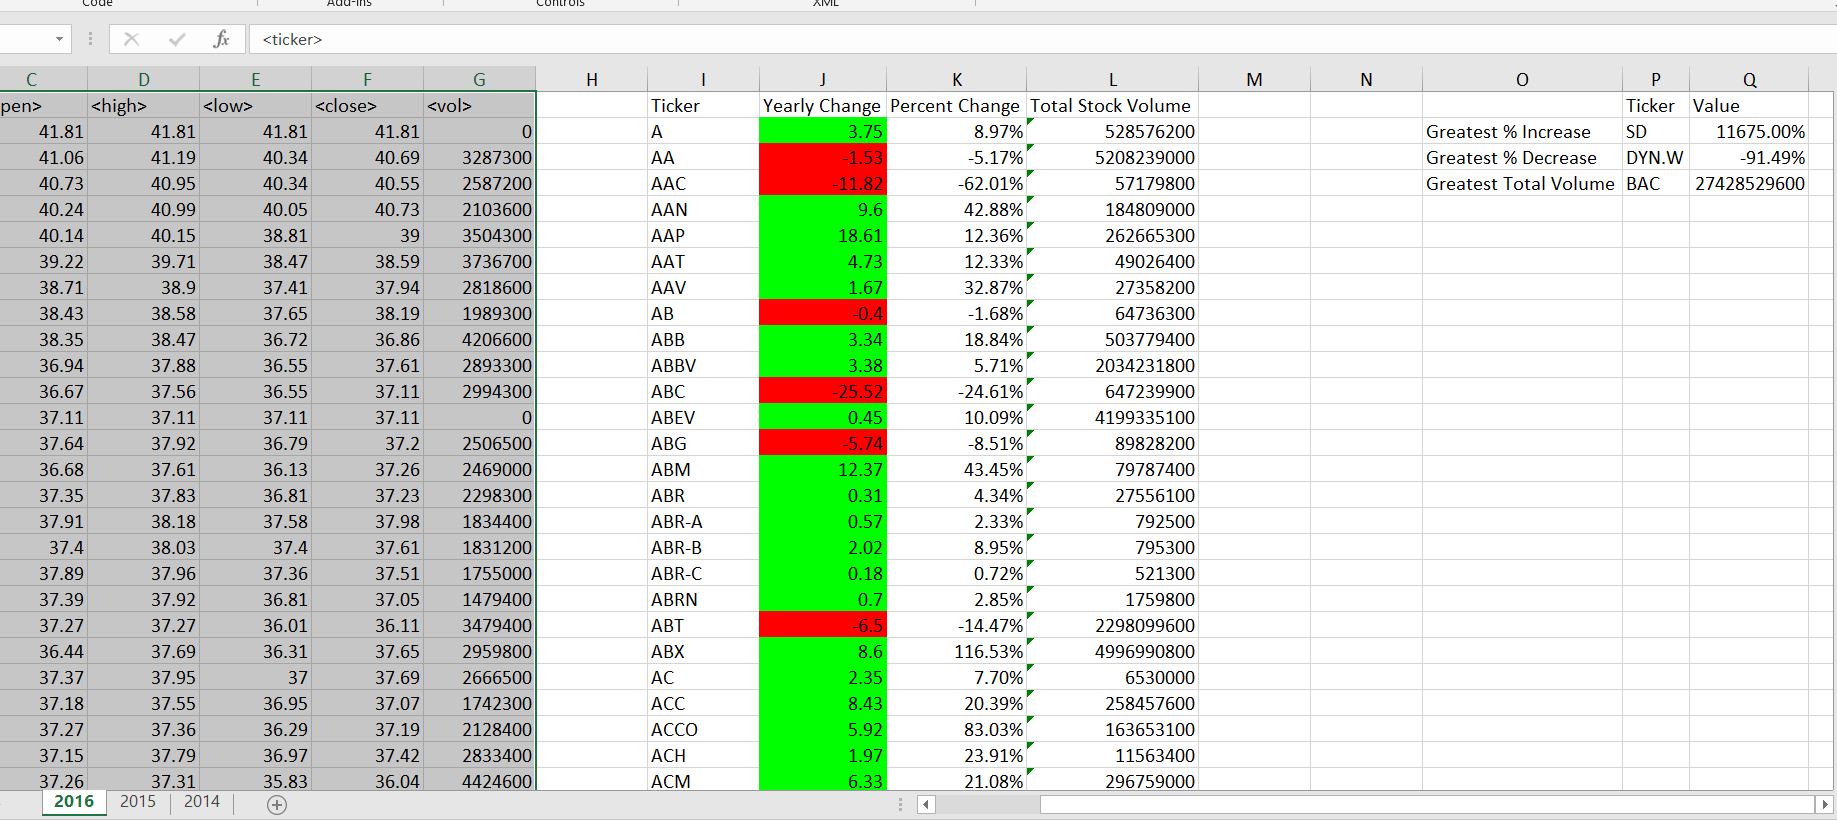 Code Add-ins Controls XML
fx <ticker>
C D E F G H I J K L M N O P Q
pen> <high> <low> <close> <vol> Ticker Yearly Change Percent Change Total Stock Volume Ticker Value
41.81 41.81 41.81 41.81 0 A 3.75 8.97% 528576200 Greatest % Increase SD 11675.00%
41.06 41.19 40.34 40.69 3287300 AA -1.53 -5.17% 5208239000 Greatest % Decrease DYN.W -91.49%
40.73 40.95 40.34 40.55 2587200 AAC -11.82 -62.01% 57179800 Greatest Total Volume BAC 27428529600
40.24 40.99 40.05 40.73 2103600 AAN 9.6 42.88% 184809000
40.14 40.15 38.81 39 3504300 AAP 18.61 12.36% 262665300
39.22 39.71 38.47 38.59 3736700 AAT 4.73 12.33% 49026400
38.71 38.9 37.41 37.94 2818600 AAV 1.67 32.87% 27358200
38.43 38.58 37.65 38.19 1989300 AB -0.4 -1.68% 64736300
38.35 38.47 36.72 36.86 4206600 ABB 3.34 18.84% 503779400
36.94 37.88 36.55 37.61 2893300 ABBV 3.38 5.71% 2034231800
36.67 37.56 36.55 37.11 2994300 ABC -25.52 -24.61% 647239900
37.11 37.11 37.11 37.11 0 ABEV 0.45 10.09% 4199335100
37.64 37.92 36.79 37.2 2506500 ABG -5.74 -8.51% 89828200
36.68 37.61 36.13 37.26 2469000 ABM 12.37 43.45% 79787400
37.35 37.83 36.81 37.23 2298300 ABR 0.31 4.34% 27556100
37.91 38.18 37.58 37.98 1834400 ABR-A 0.57 2.33% 792500
37.4 38.03 37.4 37.61 1831200 ABR-B 2.02 8.95% 795300
37.89 37.96 37.36 37.51 1755000 ABR-C 0.18 0.72% 521300
37.39 37.92 36.81 37.05 1479400 ABRN 0.7 2.85% 1759800
37.27 37.27 36.01 36.11 3479400 ABT -6.5 -14.47% 2298099600
36.44 37.69 36.31 37.65 2959800 ABX 8.6 116.53% 4996990800
37.37 37.95 37 37.69 2666500 AC 2.35 7.70% 6530000
37.18 37.55 36.95 37.07 1742300 ACC 8.43 20.39% 258457600
37.27 37.36 36.29 37.19 2128400 ACCO 5.92 83.03% 163653100
37.15 37.79 36.97 37.42 2833400 ACH 1.97 23.91% 11563400
37.26 37.31 35.83 36.04 4424600 ACM 6.33 21.08% 296759000
2016 2015 2014